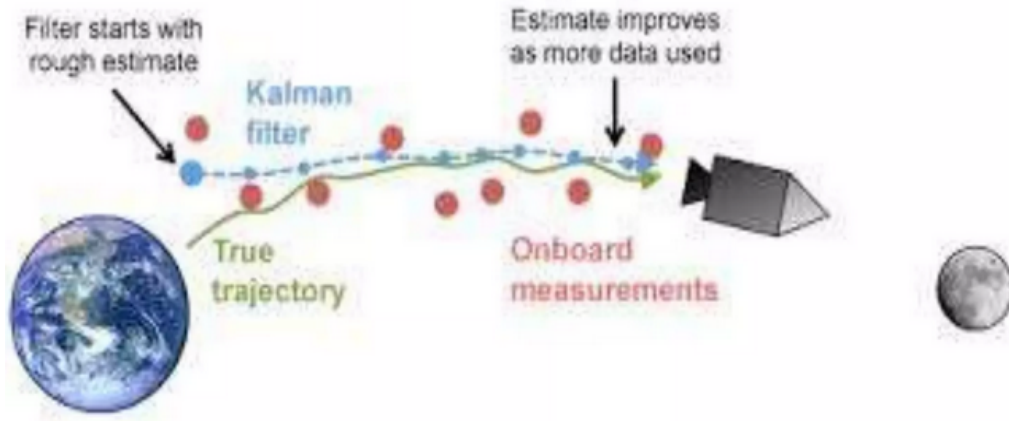 Filter starts with
rough estimate
Estimate improves
as more data used
Kalman
filter
True
trajectory
Onboard
measurements